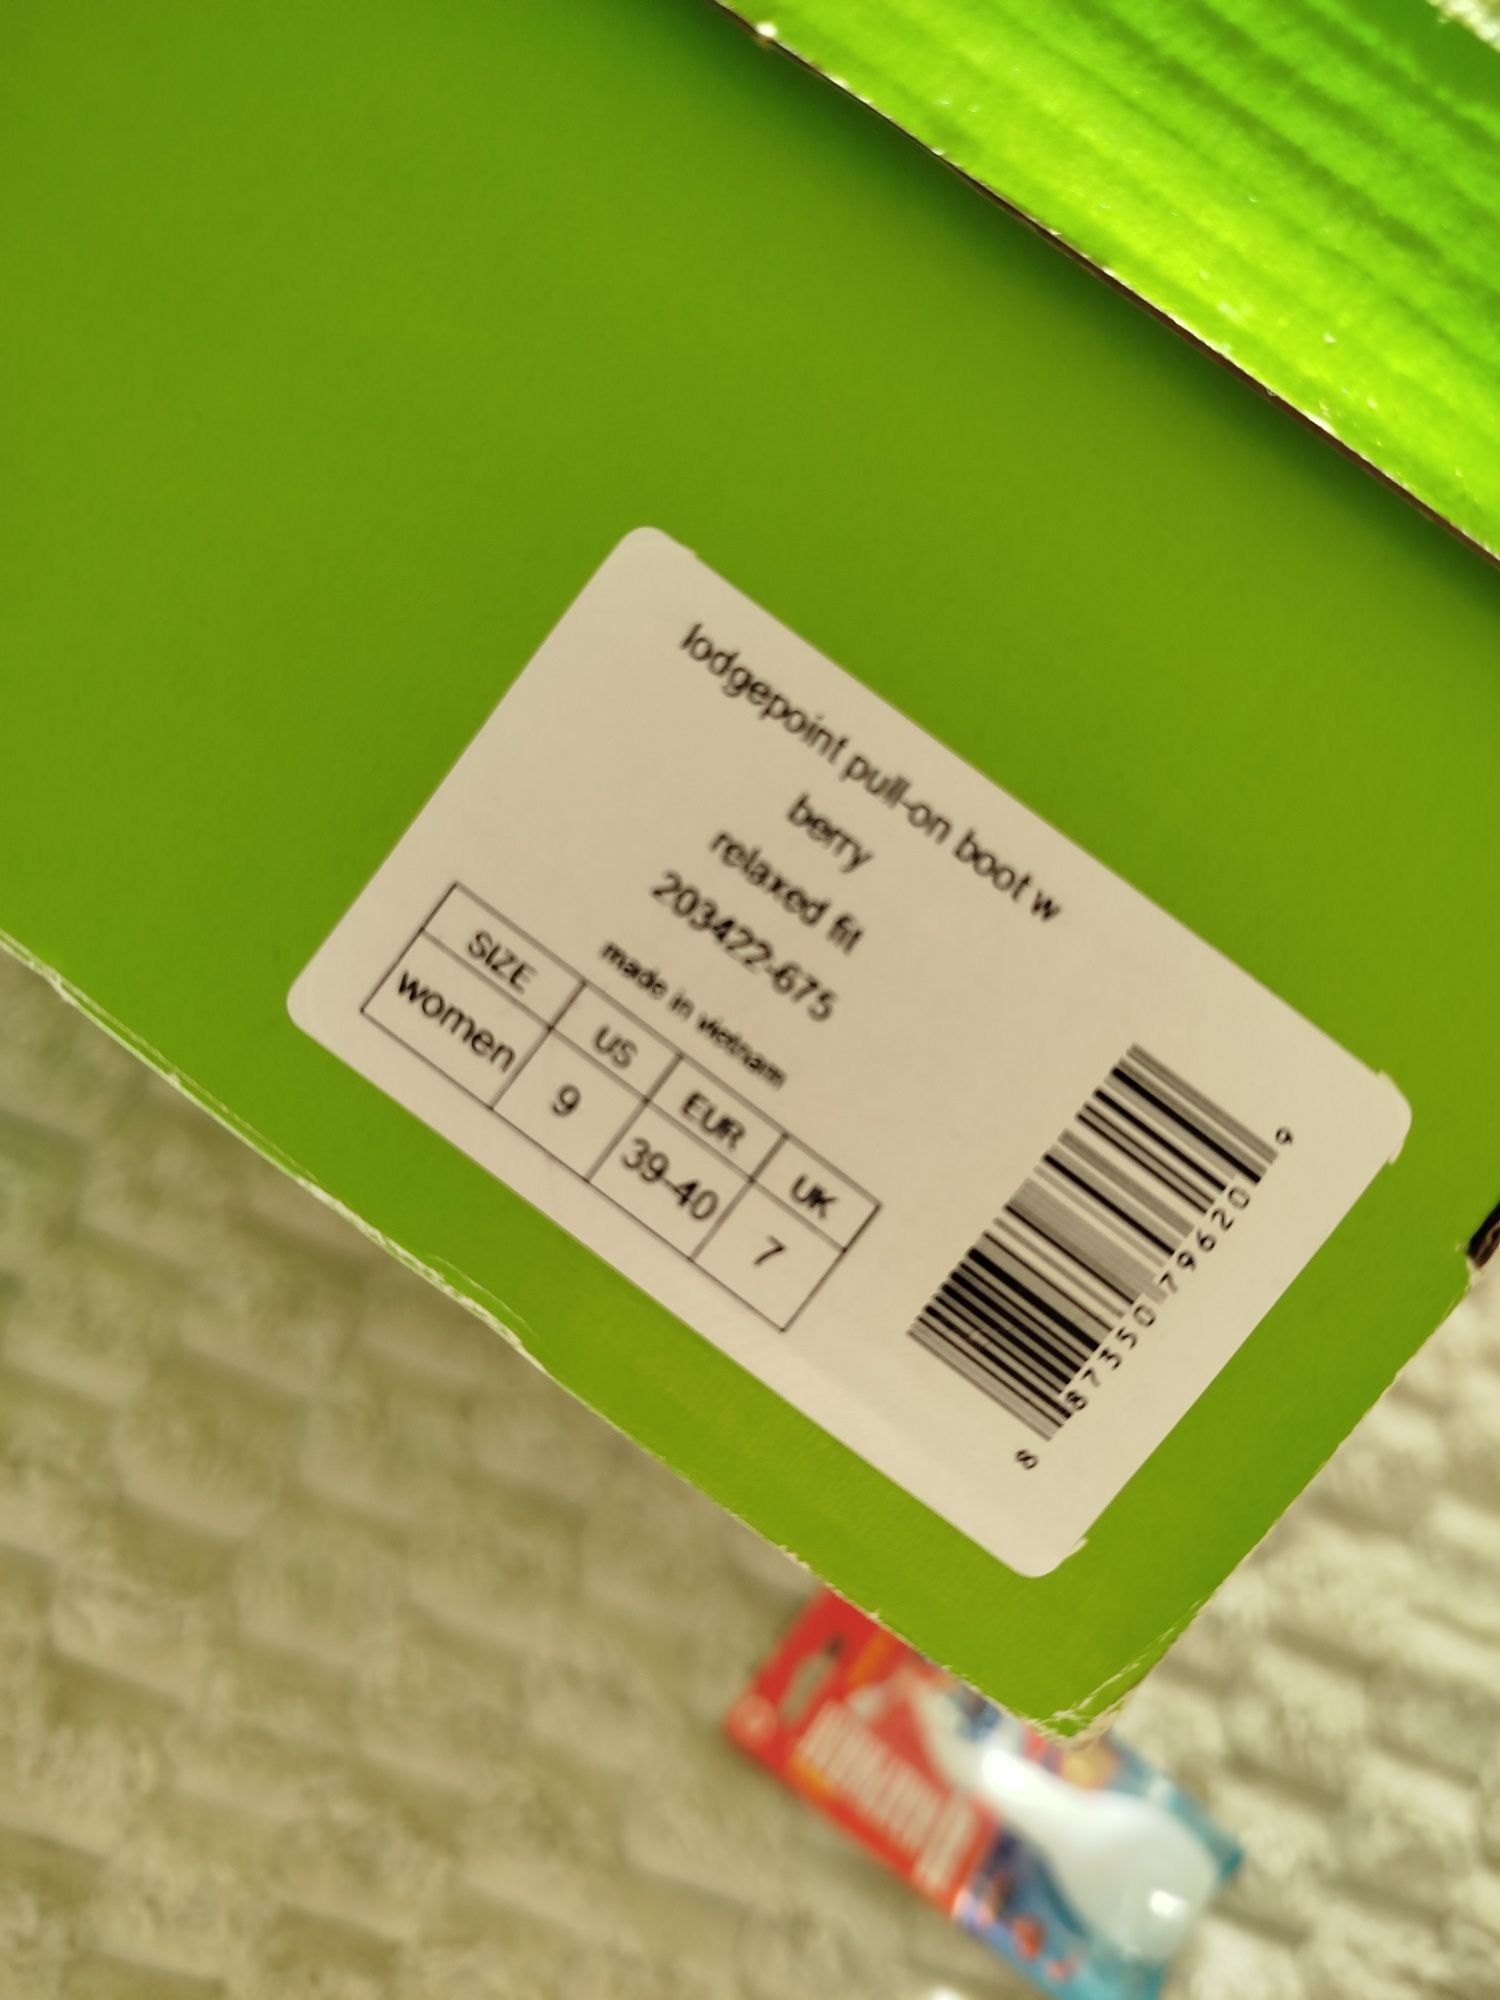 lodgepoint pull-on boot w
berry
relaxed fit
203422-675
made in vietnam
SIZE US EUR UK
women 9 39-40 7
8 87350 79620 9
Duracell